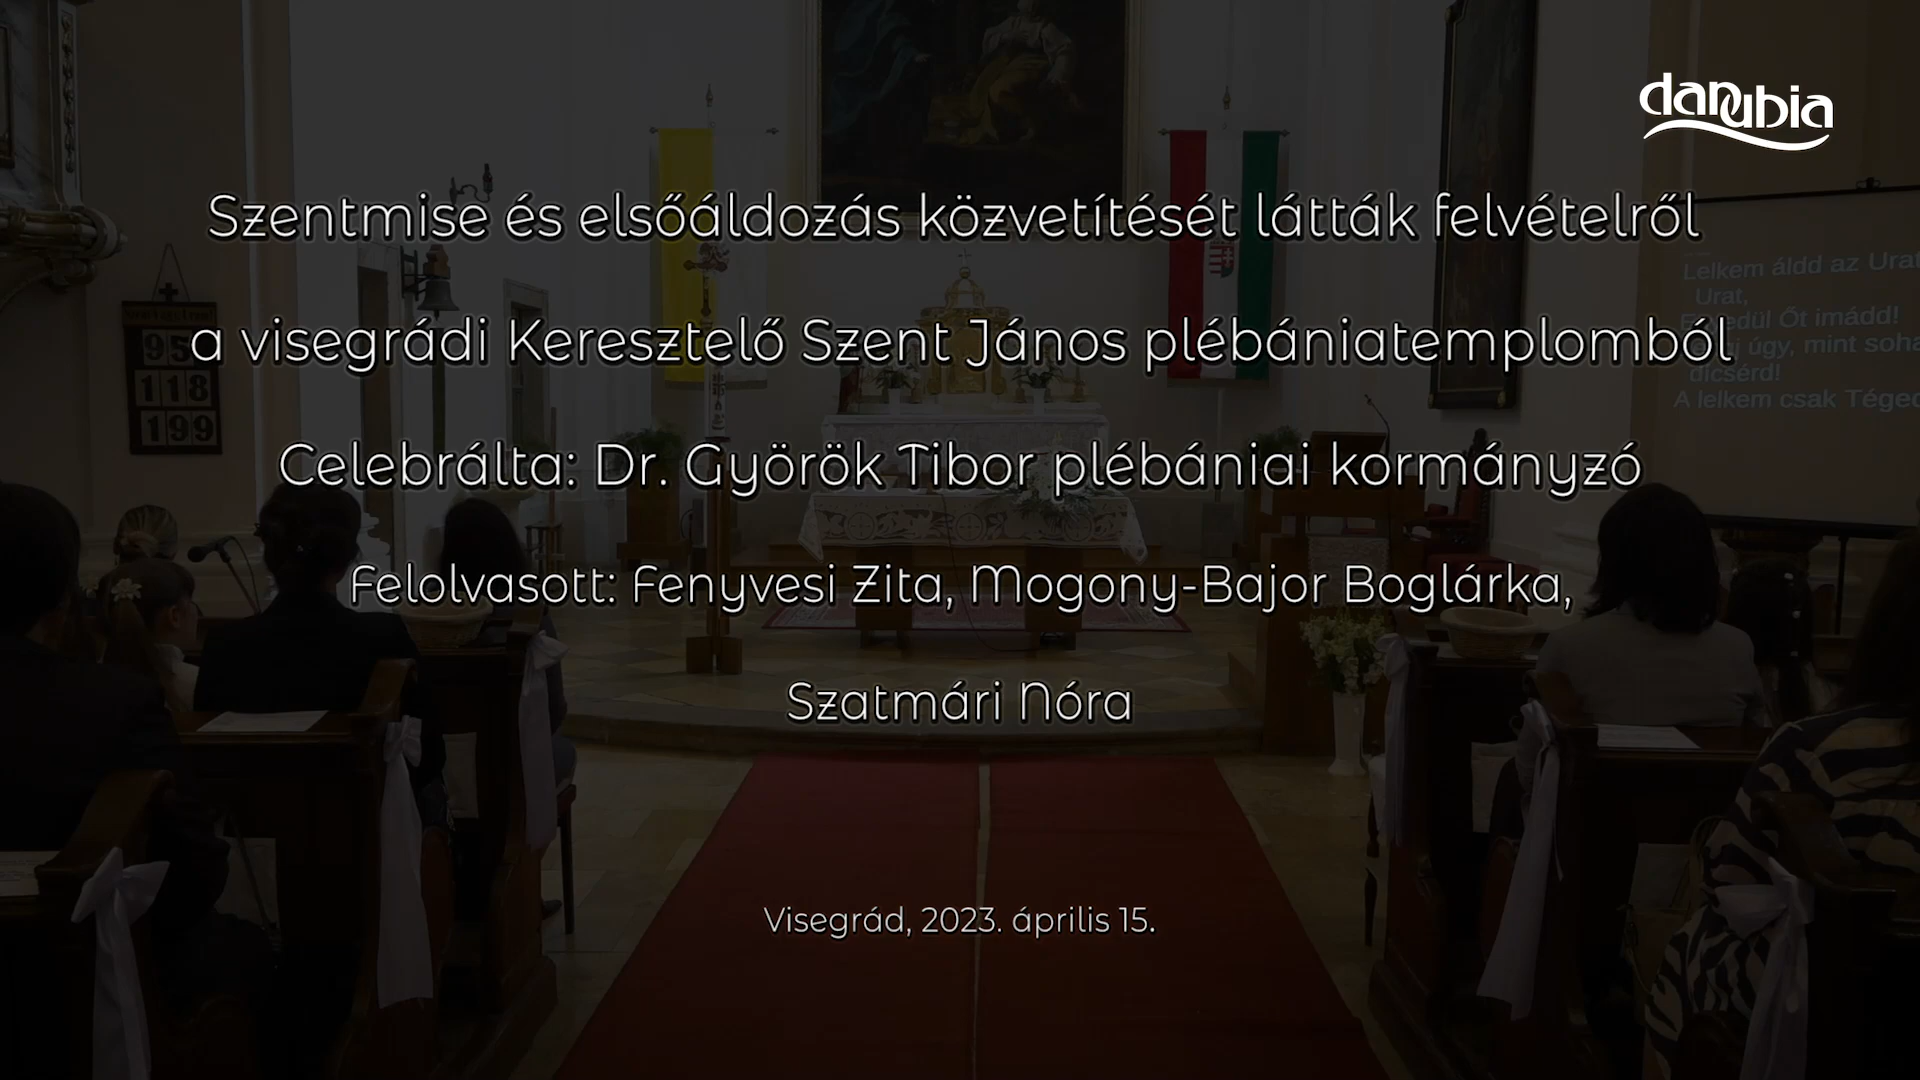 danubia
Szentmise és elsőáldozás közvetítését látták felvételről
a visegrádi Keresztelő Szent János plébániatemplomból
Celebrálta: Dr. Györök Tibor plébániai kormányzó
Felolvasott: Fenyvesi Zita, Mogony-Bajor Boglárka,
Szatmári Nóra
Visegrád, 2023. április 15.
95
118
199
Lelkem áldd az Urat
Urat,
Őt imádd!
úgy, mint soha
dicsérd!
A lelkem csak Téged